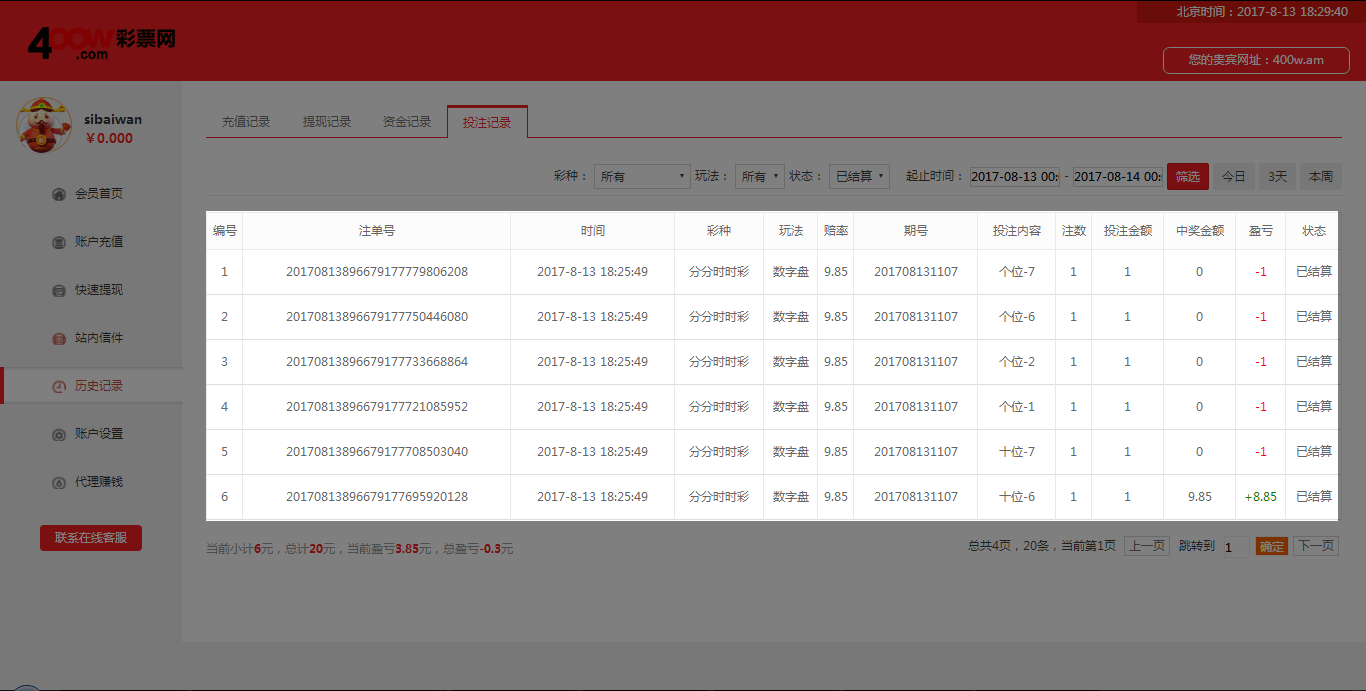 北京时间：2017-8-13 18:29:40
400w彩票网
.com
您的贵宾网址：400w.am
sibaiwan
￥0.000
会员首页
账户充值
快速提现
站内信件
历史记录
账户设置
代理赚钱
联系在线客服
充值记录 提现记录 资金记录 投注记录
彩种： 所有 玩法： 所有 状态： 已结算 起止时间： 2017-08-13 00: - 2017-08-14 00: 筛选 今日 3天 本周
编号 注单号 时间 彩种 玩法 赔率 期号 投注内容 注数 投注金额 中奖金额 盈亏 状态
1 20170813896679177779806208 2017-8-13 18:25:49 分分时时彩 数字盘 9.85 201708131107 个位-7 1 1 0 -1 已结算
2 20170813896679177750446080 2017-8-13 18:25:49 分分时时彩 数字盘 9.85 201708131107 个位-6 1 1 0 -1 已结算
3 20170813896679177733668864 2017-8-13 18:25:49 分分时时彩 数字盘 9.85 201708131107 个位-2 1 1 0 -1 已结算
4 20170813896679177721085952 2017-8-13 18:25:49 分分时时彩 数字盘 9.85 201708131107 个位-1 1 1 0 -1 已结算
5 20170813896679177708503040 2017-8-13 18:25:49 分分时时彩 数字盘 9.85 201708131107 十位-7 1 1 0 -1 已结算
6 20170813896679177695920128 2017-8-13 18:25:49 分分时时彩 数字盘 9.85 201708131107 十位-6 1 1 9.85 +8.85 已结算
当前小计6元，总计20元，当前盈亏3.85元，总盈亏-0.3元
总共4页，20条，当前第1页 上一页 跳转到 1 确定 下一页